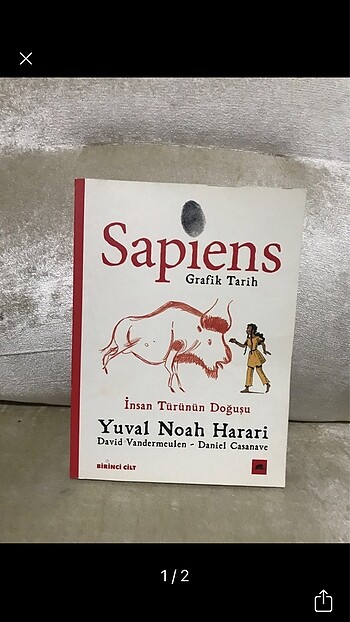 Sapiens
Grafik Tarih
İnsan Türünün Doğuşu
Yuval Noah Harari
David Vandermeulen - Daniel Casanave
BİRİNCİ CİLT
1/2